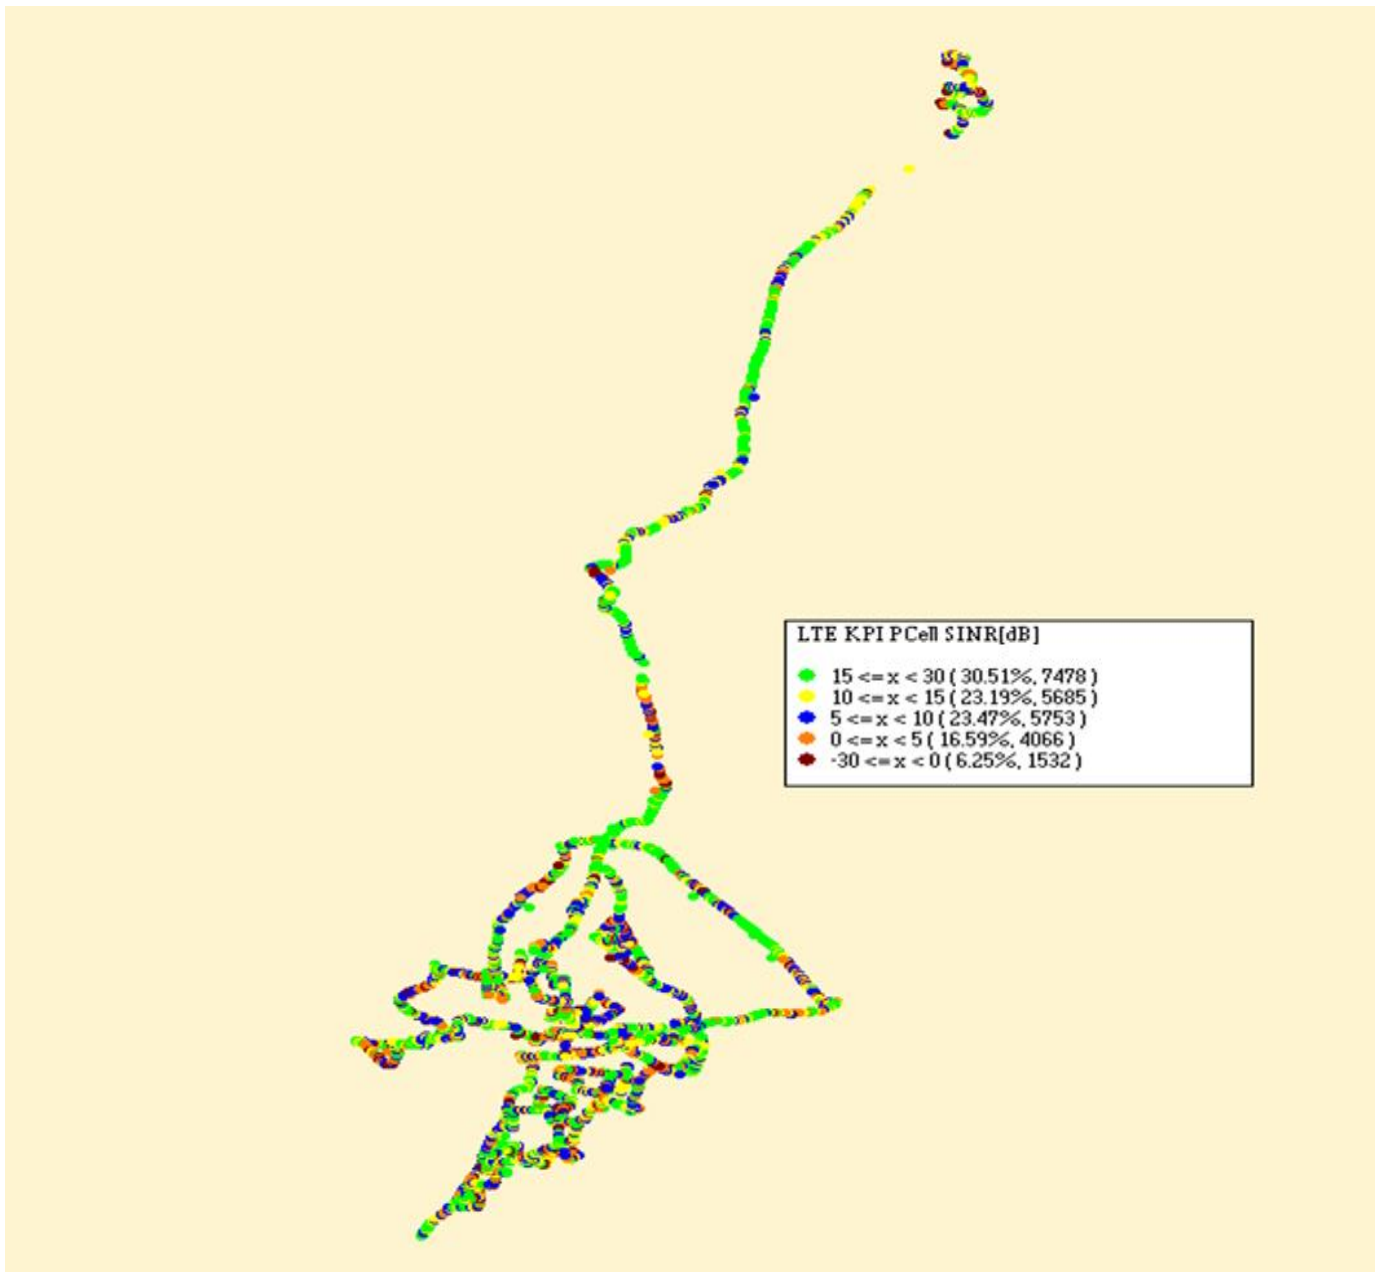 LTE KPI PCell SINR[dB]
15 <= x < 30 ( 30.51%, 7478 )
10 <= x < 15 ( 23.19%, 5685 )
5 <= x < 10 ( 23.47%, 5753 )
0 <= x < 5 ( 16.59%, 4066 )
-30 <= x < 0 ( 6.25%, 1532 )